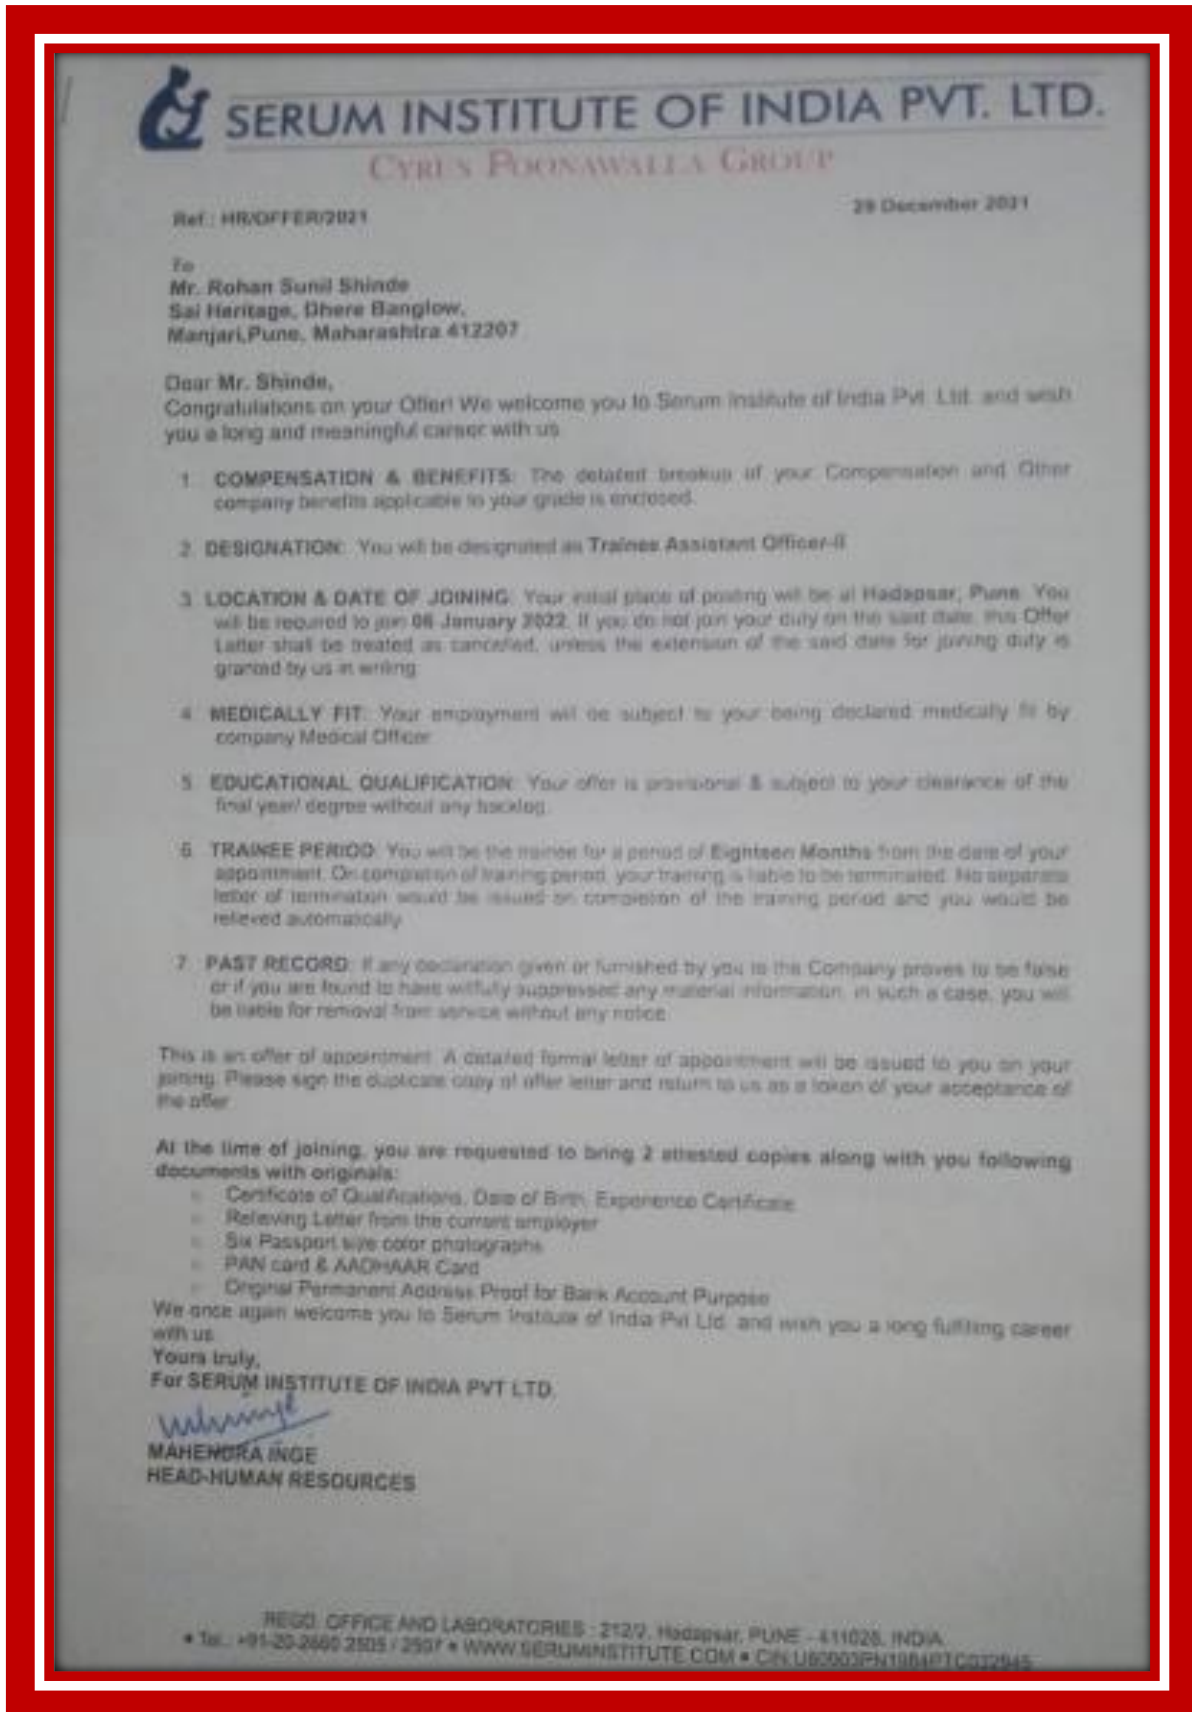 SERUM INSTITUTE OF INDIA PVT. LTD.
CYRUS POONAWALLA GROUP
29 December 2021
Ref.: HR/OFFER/2021
To
Mr. Rohan Sunil Shinde
Sai Heritage, Dhere Banglow,
Manjari,Pune, Maharashtra 412207
Dear Mr. Shinde,
Congratulations on your Offer! We welcome you to Serum Institute of India Pvt. Ltd. and wish
you a long and meaningful career with us.
1. COMPENSATION & BENEFITS: The detailed breakup of your Compensation and Other
company benefits applicable to your grade is enclosed.
2. DESIGNATION: You will be designated as Trainee Assistant Officer-II
3. LOCATION & DATE OF JOINING: Your initial place of posting will be at Hadapsar, Pune. You
will be required to join 06 January 2022. If you do not join your duty on the said date, this Offer
Letter shall be treated as cancelled, unless the extension of the said date for joining duty is
granted by us in writing.
4. MEDICALLY FIT: Your employment will be subject to your being declared medically fit by
company Medical Officer.
5. EDUCATIONAL QUALIFICATION: Your offer is provisional & subject to your clearance of the
final year/ degree without any backlog.
6. TRAINEE PERIOD: You will be the trainee for a period of Eighteen Months from the date of your
appointment. On completion of training period, your training is liable to be terminated. No separate
letter of termination would be issued on completion of the training period and you would be
relieved automatically.
7. PAST RECORD: If any declaration given or furnished by you to the Company proves to be false
or if you are found to have willfully suppressed any material information, in such a case, you will
be liable for removal from service without any notice.
This is an offer of appointment. A detailed formal letter of appointment will be issued to you on your
joining. Please sign the duplicate copy of offer letter and return to us as a token of your acceptance of
the offer.
At the time of joining, you are requested to bring 2 attested copies along with you following
documents with originals:
Certificate of Qualifications, Date of Birth, Experience Certificate
Relieving Letter from the current employer
Six Passport size color photographs
PAN card & AADHAAR Card
Original Permanent Address Proof for Bank Account Purpose
We once again welcome you to Serum Institute of India Pvt Ltd. and wish you a long fulfilling career
with us.
Yours truly,
For SERUM INSTITUTE OF INDIA PVT LTD.
MAHENDRA INGE
HEAD-HUMAN RESOURCES
REGD. OFFICE AND LABORATORIES : 212/2, Hadapsar, PUNE - 411028, INDIA
• Tel.: +91-20-2660 2505 / 2597 • WWW.SERUMINSTITUTE.COM • CIN: